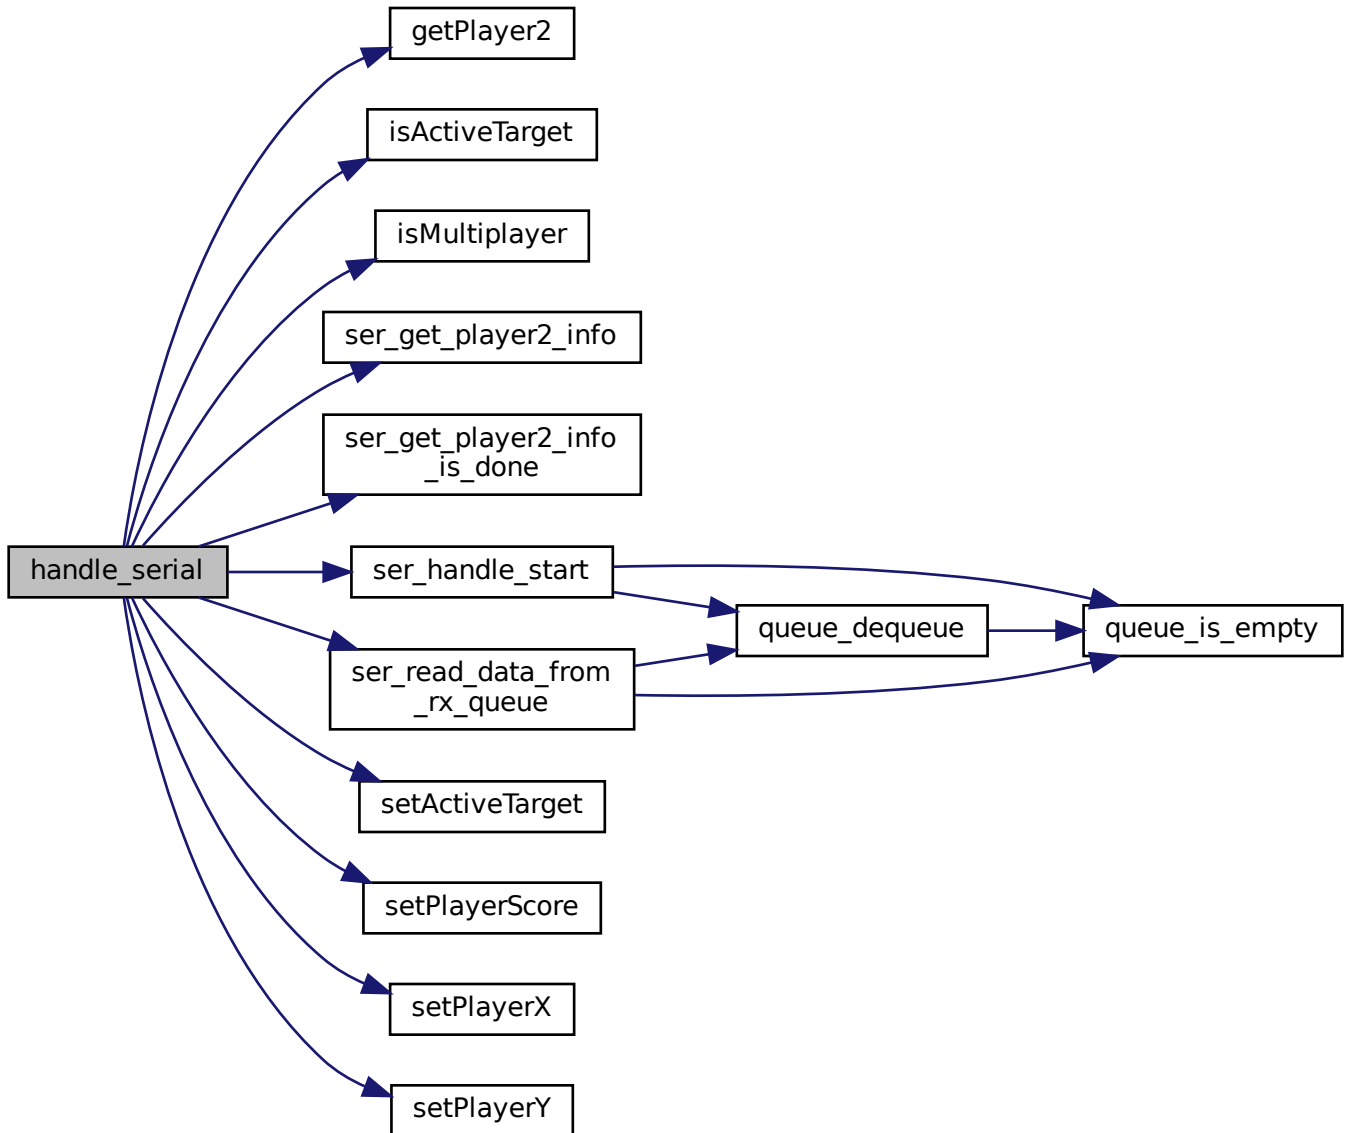 getPlayer2
isActiveTarget
isMultiplayer
ser_get_player2_info
ser_get_player2_info
_is_done
handle_serial
ser_handle_start
queue_dequeue
queue_is_empty
ser_read_data_from
_rx_queue
setActiveTarget
setPlayerScore
setPlayerX
setPlayerY